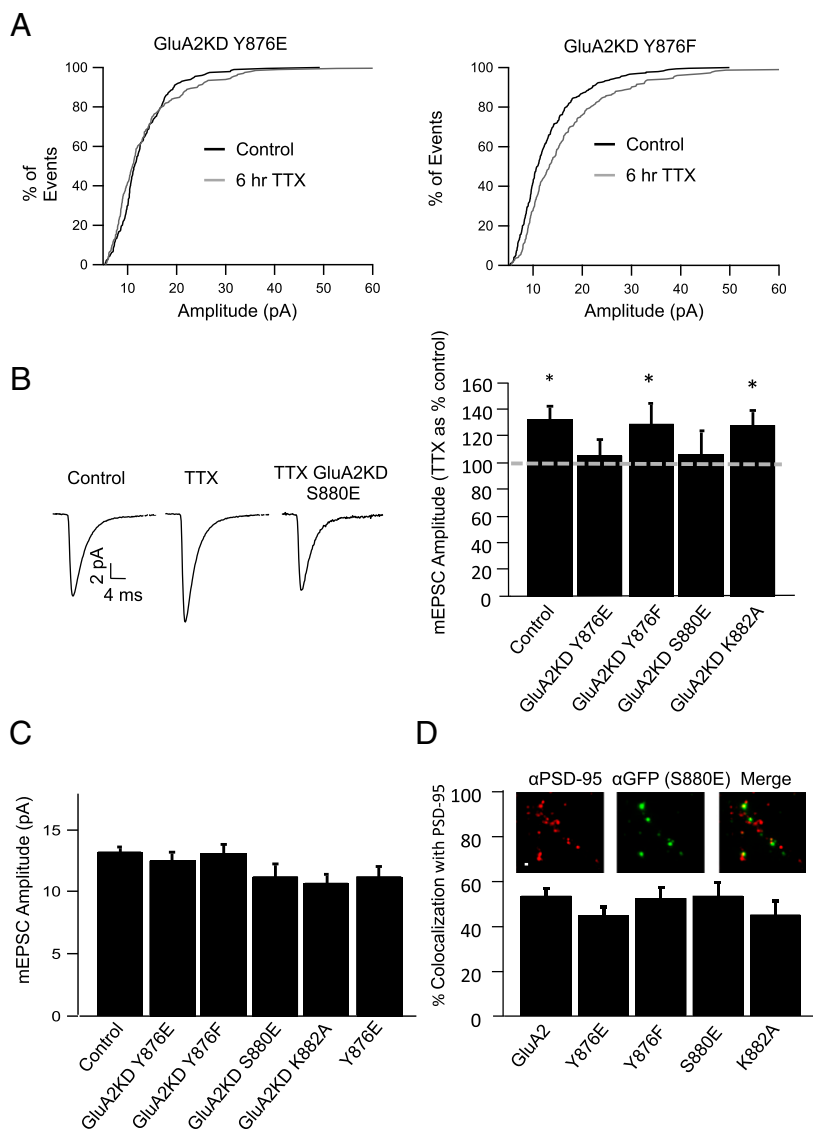 A
GluA2KD Y876E
100
80
60
40
20
0
% of
Events
Control
6 hr TTX
10 20 30 40 50 60
Amplitude (pA)
GluA2KD Y876F
100
80
60
40
20
0
% of Events
Control
6 hr TTX
10 20 30 40 50 60
Amplitude (pA)
B
Control
TTX
TTX GluA2KD
S880E
2 pA
4 ms
mEPSC Amplitude (TTX as % control)
160
140
120
100
80
60
40
20
0
* * *
Control
GluA2KD Y876E
GluA2KD Y876F
GluA2KD S880E
GluA2KD K882A
C
mEPSC Amplitude (pA)
15
10
5
0
Control
GluA2KD Y876E
GluA2KD Y876F
GluA2KD S880E
GluA2KD K882A
Y876E
D
% Colocalization with PSD-95
100
80
60
40
20
0
αPSD-95 αGFP (S880E) Merge
GluA2
Y876E
Y876F
S880E
K882A